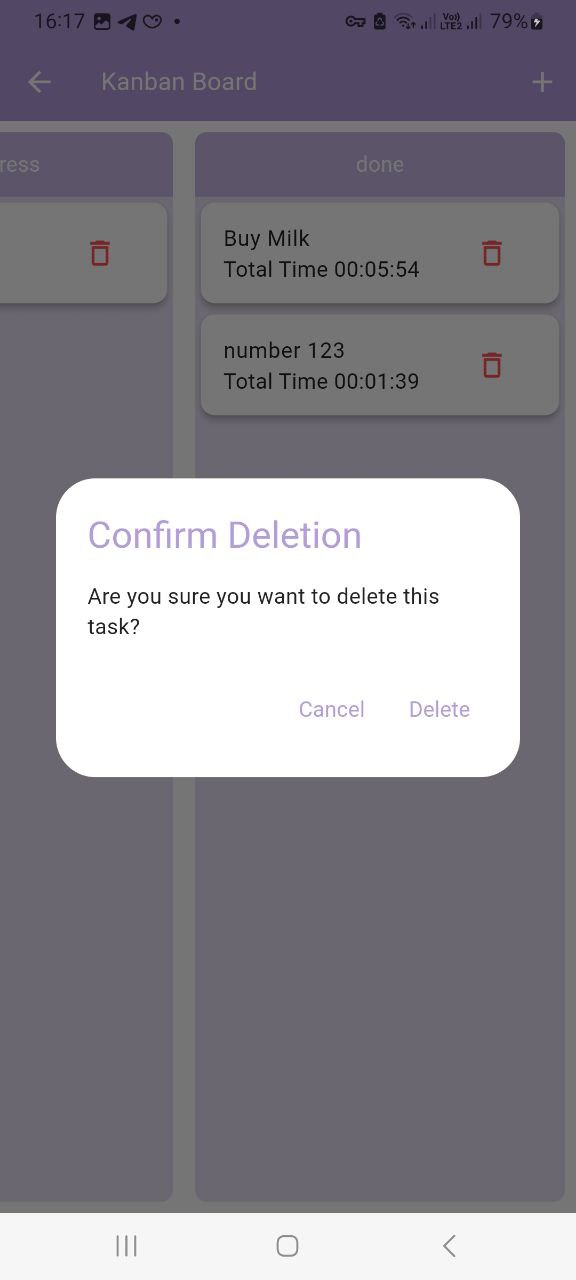 16:17 Vo)) LTE2 79%
Kanban Board
ress
done
Buy Milk
Total Time 00:05:54
number 123
Total Time 00:01:39
Confirm Deletion
Are you sure you want to delete this
task?
Cancel Delete